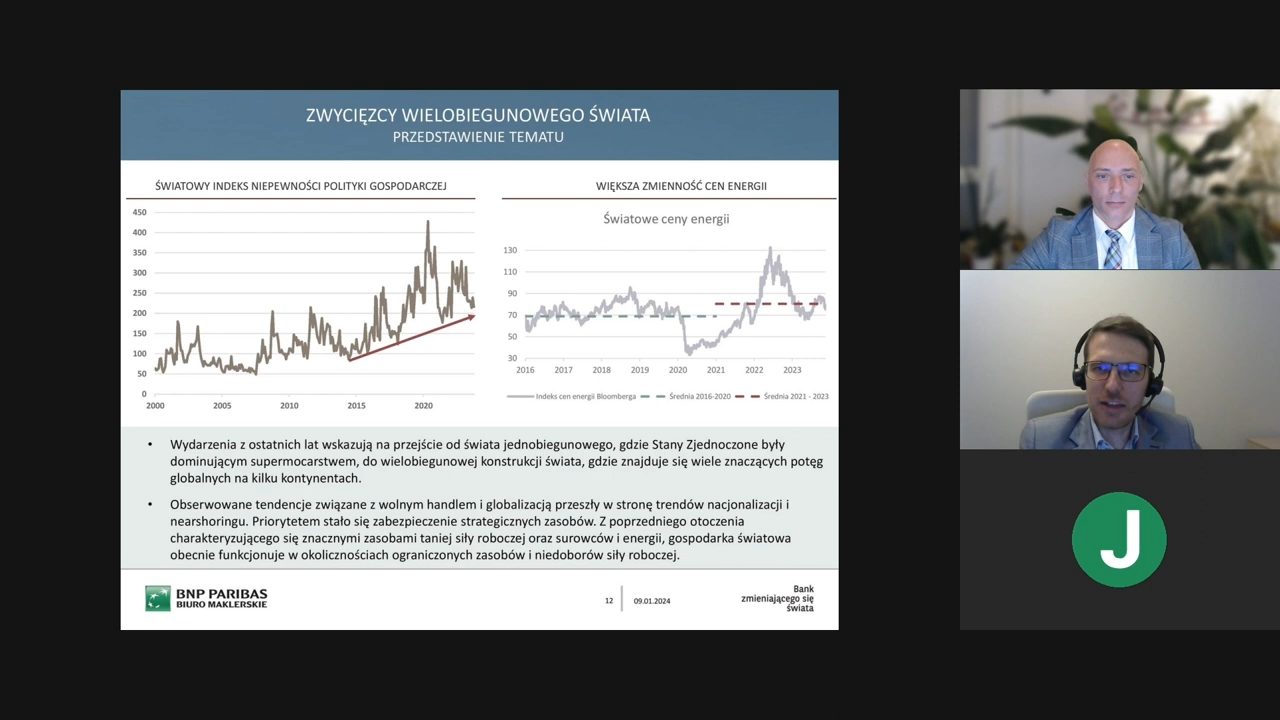 ZWYCIĘZCY WIELOBIEGUNOWEGO ŚWIATA
PRZEDSTAWIENIE TEMATU
ŚWIATOWY INDEKS NIEPEWNOŚCI POLITYKI GOSPODARCZEJ
450
400
350
300
250
200
150
100
50
0
2000
2005
2010
2015
2020
WIĘKSZA ZMIENNOŚĆ CEN ENERGII
Światowe ceny energii
130
110
90
70
50
30
2016
2017
2018
2019
2020
2021
2022
2023
Indeks cen energii Bloomberga
Średnia 2016-2020
Średnia 2021 - 2023
• Wydarzenia z ostatnich lat wskazują na przejście od świata jednobiegunowego, gdzie Stany Zjednoczone były
dominującym supermocarstwem, do wielobiegunowej konstrukcji świata, gdzie znajduje się wiele znaczących potęg
globalnych na kilku kontynentach.
• Obserwowane tendencje związane z wolnym handlem i globalizacją przeszły w stronę trendów nacjonalizacji i
nearshoringu. Priorytetem stało się zabezpieczenie strategicznych zasobów. Z poprzedniego otoczenia
charakteryzującego się znacznymi zasobami taniej siły roboczej oraz surowców i energii, gospodarka światowa
obecnie funkcjonuje w okolicznościach ograniczonych zasobów i niedoborów siły roboczej.
BNP PARIBAS
BIURO MAKLERSKIE
12
09.01.2024
Bank
zmieniającego się
świata
J